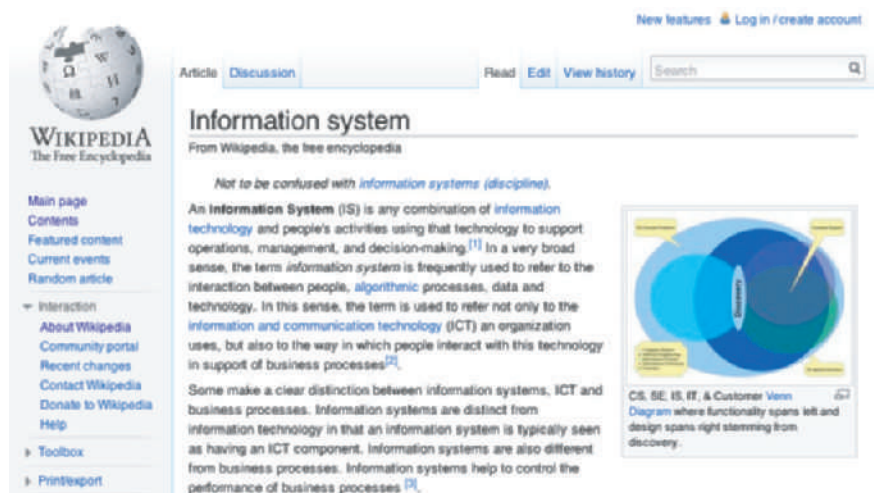 New features Log in / create account
Article Discussion Read Edit View history Search
WIKIPEDIA
The Free Encyclopedia
Main page
Contents
Featured content
Current events
Random article
Interaction
About Wikipedia
Community portal
Recent changes
Contact Wikipedia
Donate to Wikipedia
Help
Toolbox
Print/export
Information system
From Wikipedia, the free encyclopedia
Not to be confused with information systems (discipline).
An Information System (IS) is any combination of information
technology and people's activities using that technology to support
operations, management, and decision-making.[1] In a very broad
sense, the term information system is frequently used to refer to the
interaction between people, algorithmic processes, data and
technology. In this sense, the term is used to refer not only to the
information and communication technology (ICT) an organization
uses, but also to the way in which people interact with this technology
in support of business processes[2].
Some make a clear distinction between information systems, ICT and
business processes. Information systems are distinct from
information technology in that an information system is typically seen
as having an ICT component. Information systems are also different
from business processes. Information systems help to control the
performance of business processes [3].
Discovery
CS, SE, IS, IT, & Customer Venn
Diagram where functionality spans left and
design spans right stemming from
discovery.